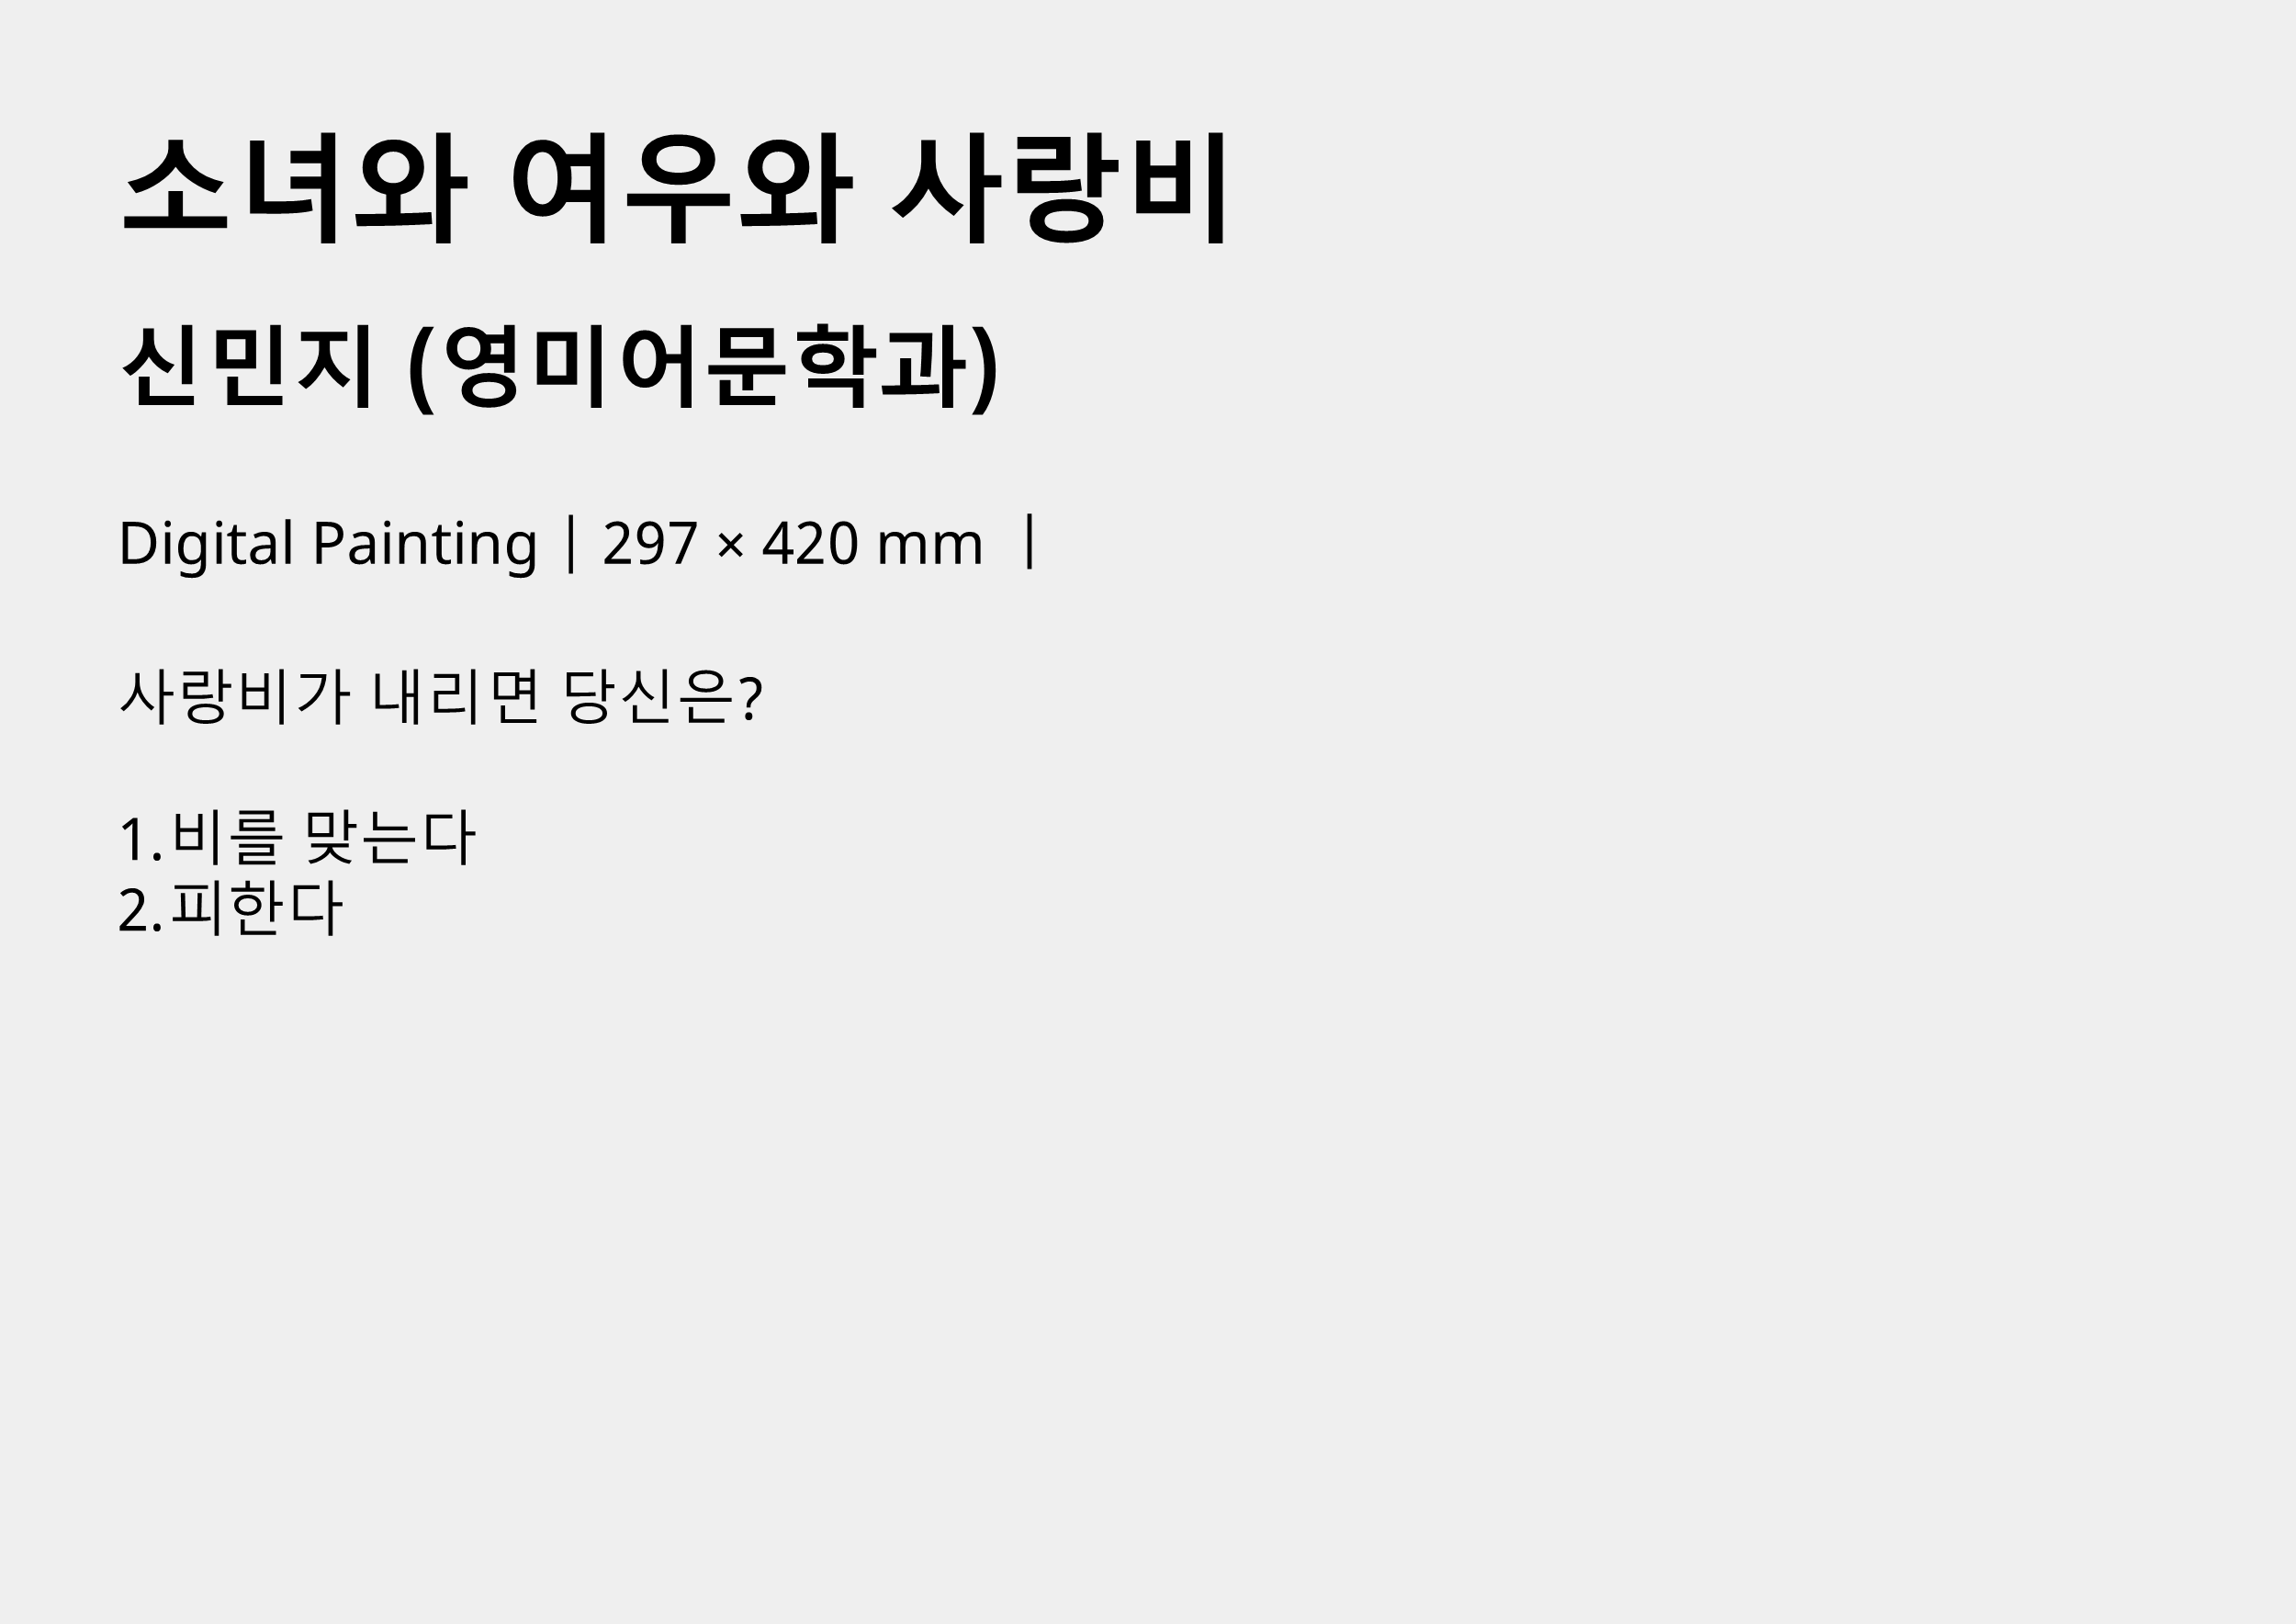 소녀와 여우와 사랑비
신민지 (영미어문학과)
Digital Painting | 297 × 420 mm |
사랑비가 내리면 당신은?
1.비를 맞는다
2.피한다